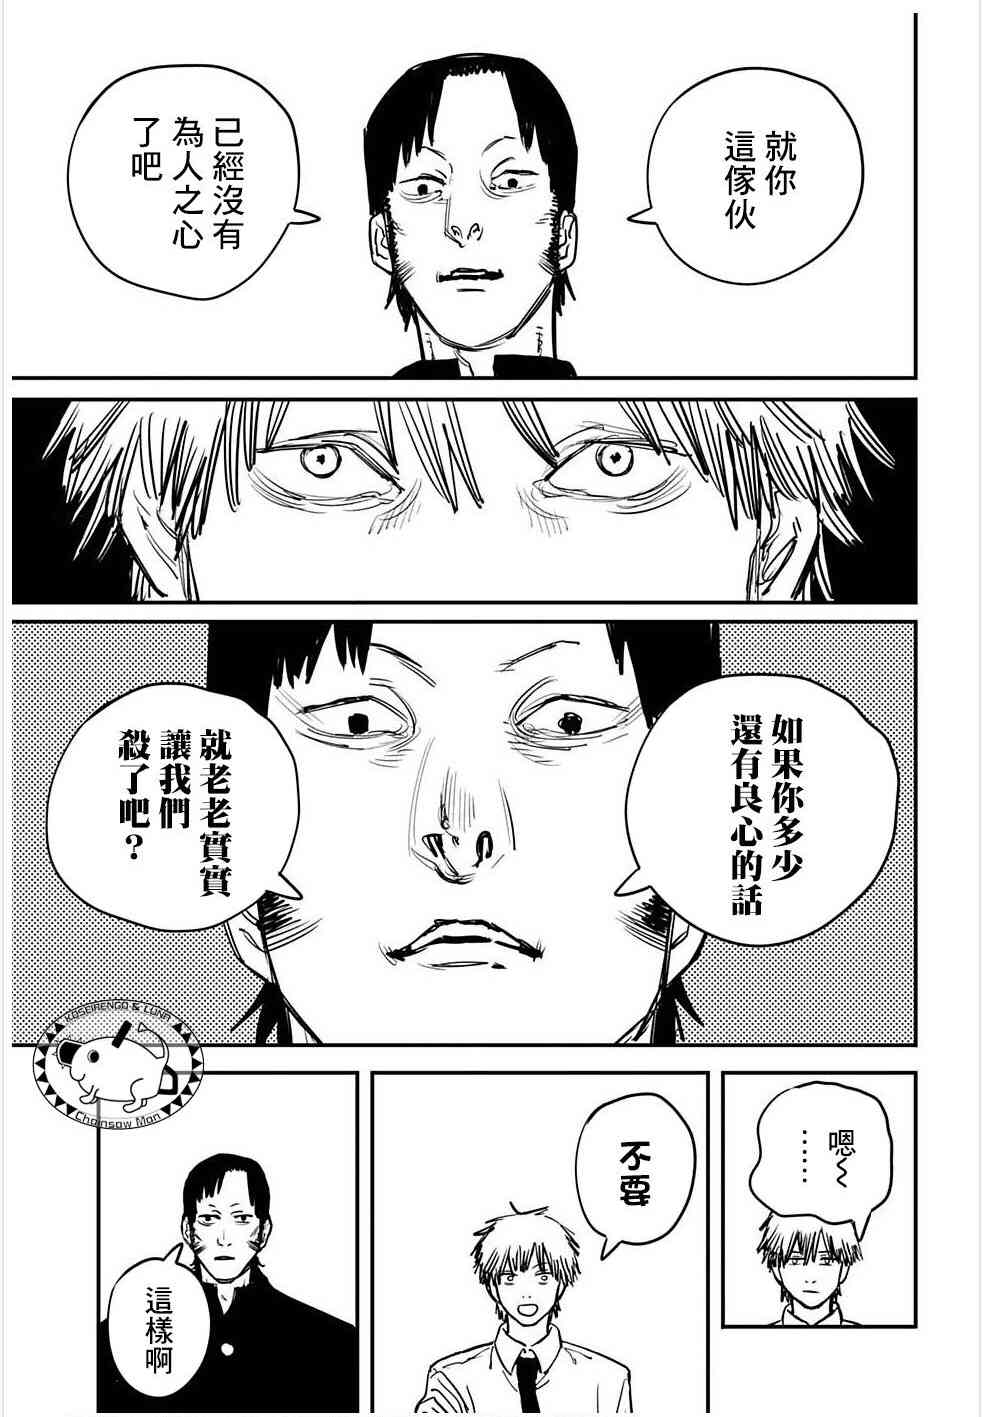 就你
這傢伙
已經沒有
為人之心
了吧
如果你多少
還有良心的話
就老老實實
讓我們
殺了吧？
嗯～
……
不要
這樣啊
KOSEIRENGO & LUNA
Chainsaw Man